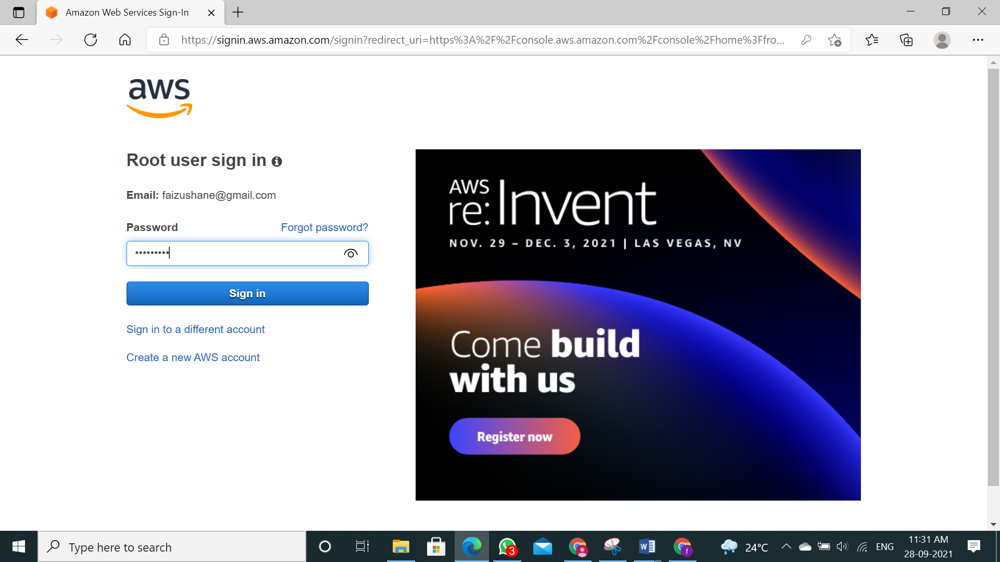 Amazon Web Services Sign-In
https://signin.aws.amazon.com/signin?redirect_uri=https%3A%2F%2Fconsole.aws.amazon.com%2Fconsole%2Fhome%3Ffro...
aws
Root user sign in
Email: faizushane@gmail.com
Password
Forgot password?
•••••••••
Sign in
Sign in to a different account
Create a new AWS account
AWS
re:Invent
NOV. 29 – DEC. 3, 2021 | LAS VEGAS, NV
Come build
with us
Register now
Type here to search
3
W
f
24°C
ENG
11:31 AM
28-09-2021